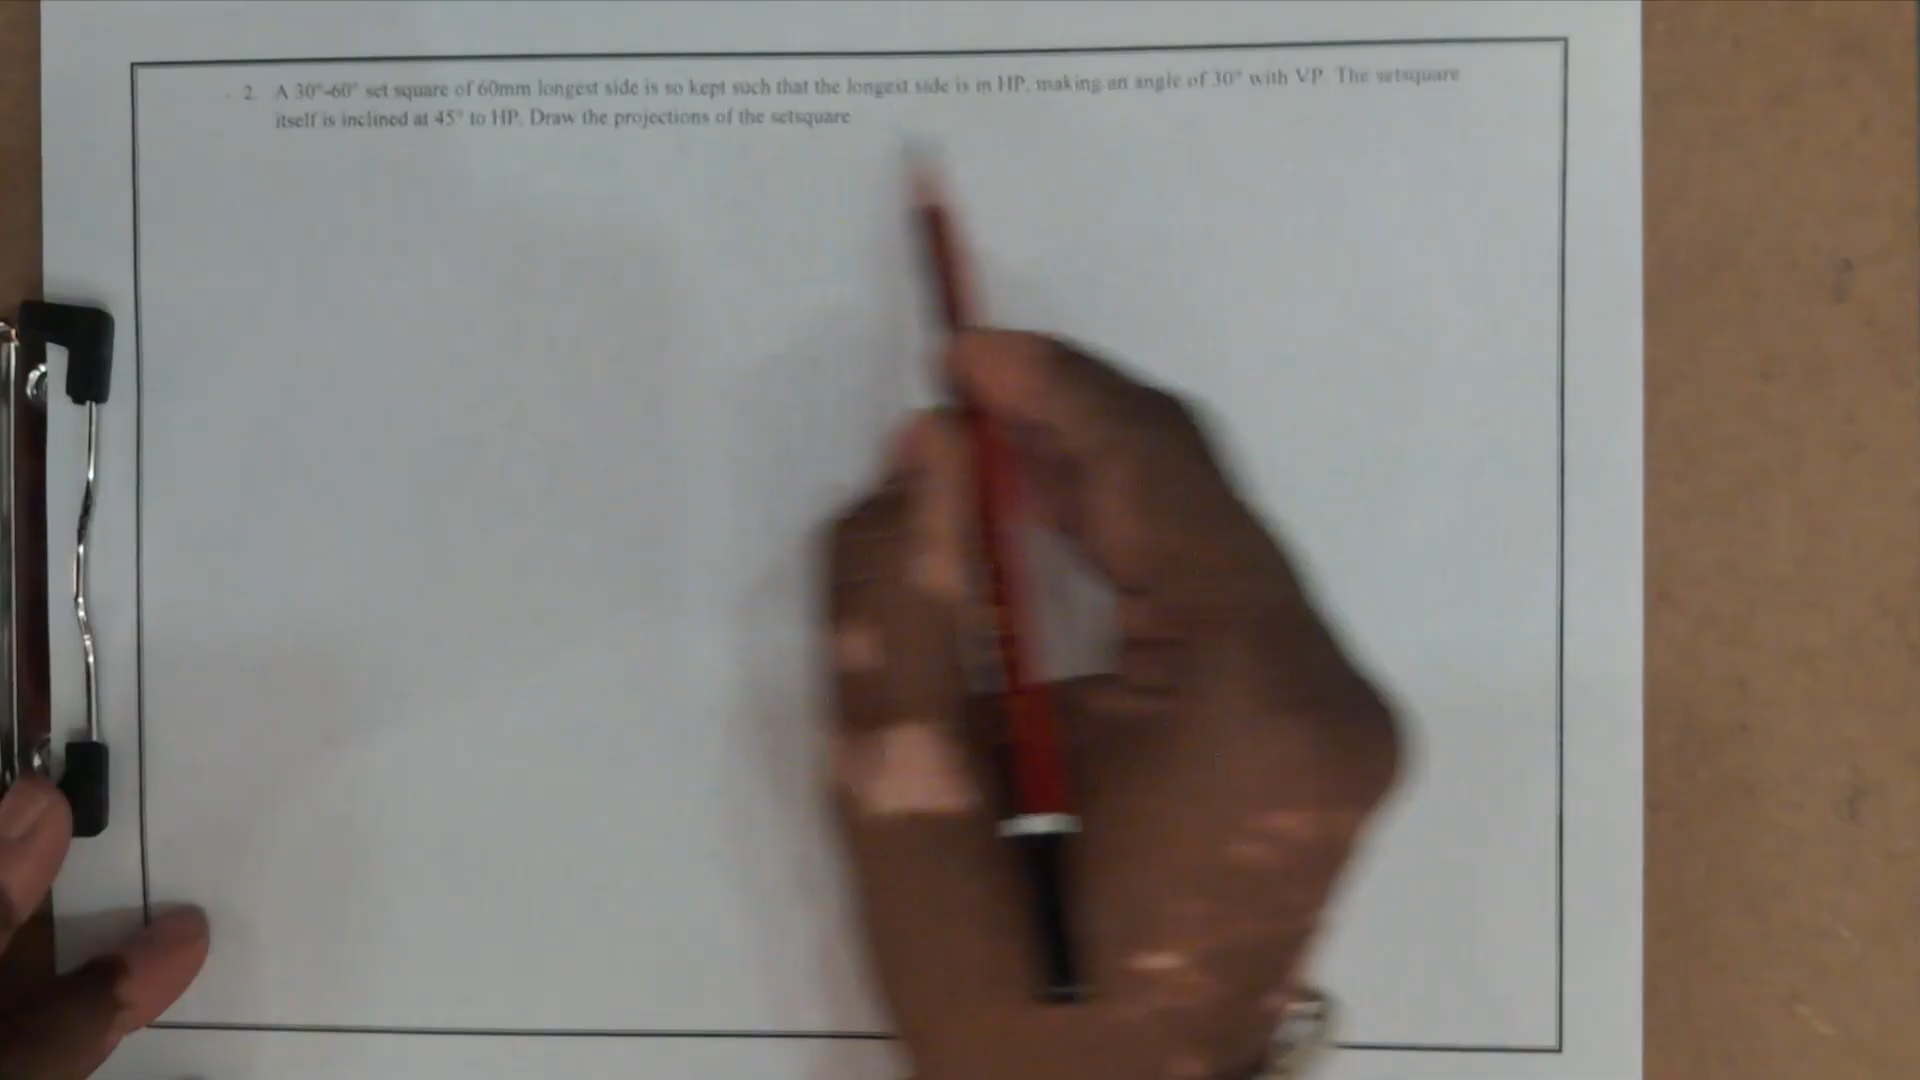 2. A 30°-60° set square of 60mm longest side is so kept such that the longest side is in HP, making an angle of 30° with VP. The setsquare
itself is inclined at 45° to HP. Draw the projections of the setsquare